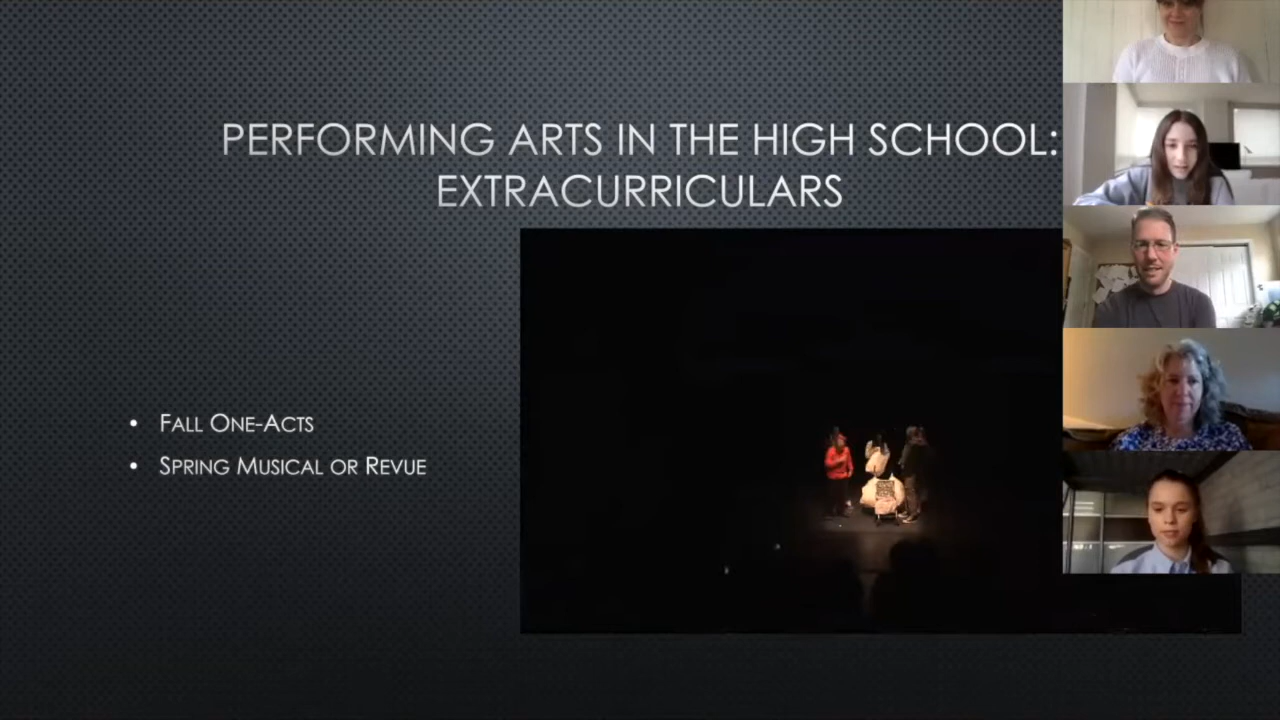 PERFORMING ARTS IN THE HIGH SCHOOL:
EXTRACURRICULARS
• FALL ONE-ACTS
• SPRING MUSICAL OR REVUE